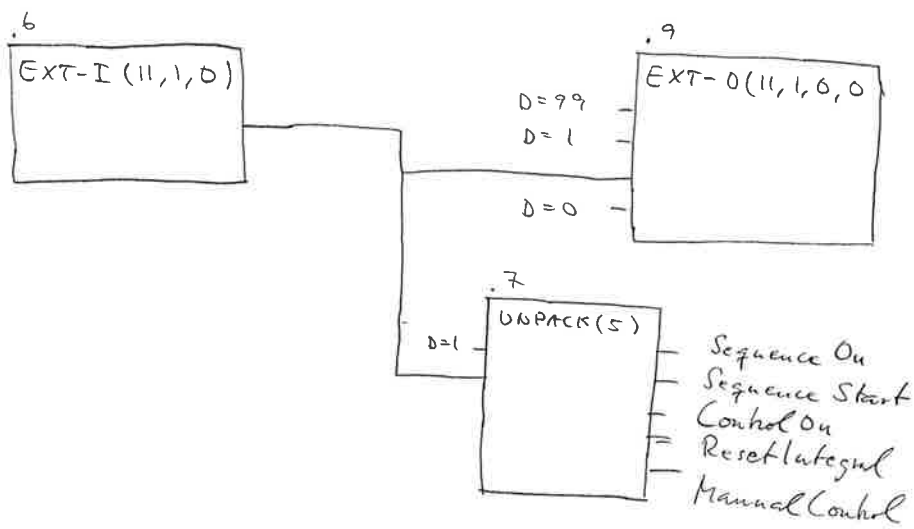 .6
EXT-I (11,1,0)
.9
EXT-O(11,1,0,0
D=99
D=1
D=0
.7
UNPACK(5)
D=1
Sequence On
Sequence Start
Control On
Reset Integral
Manual Control